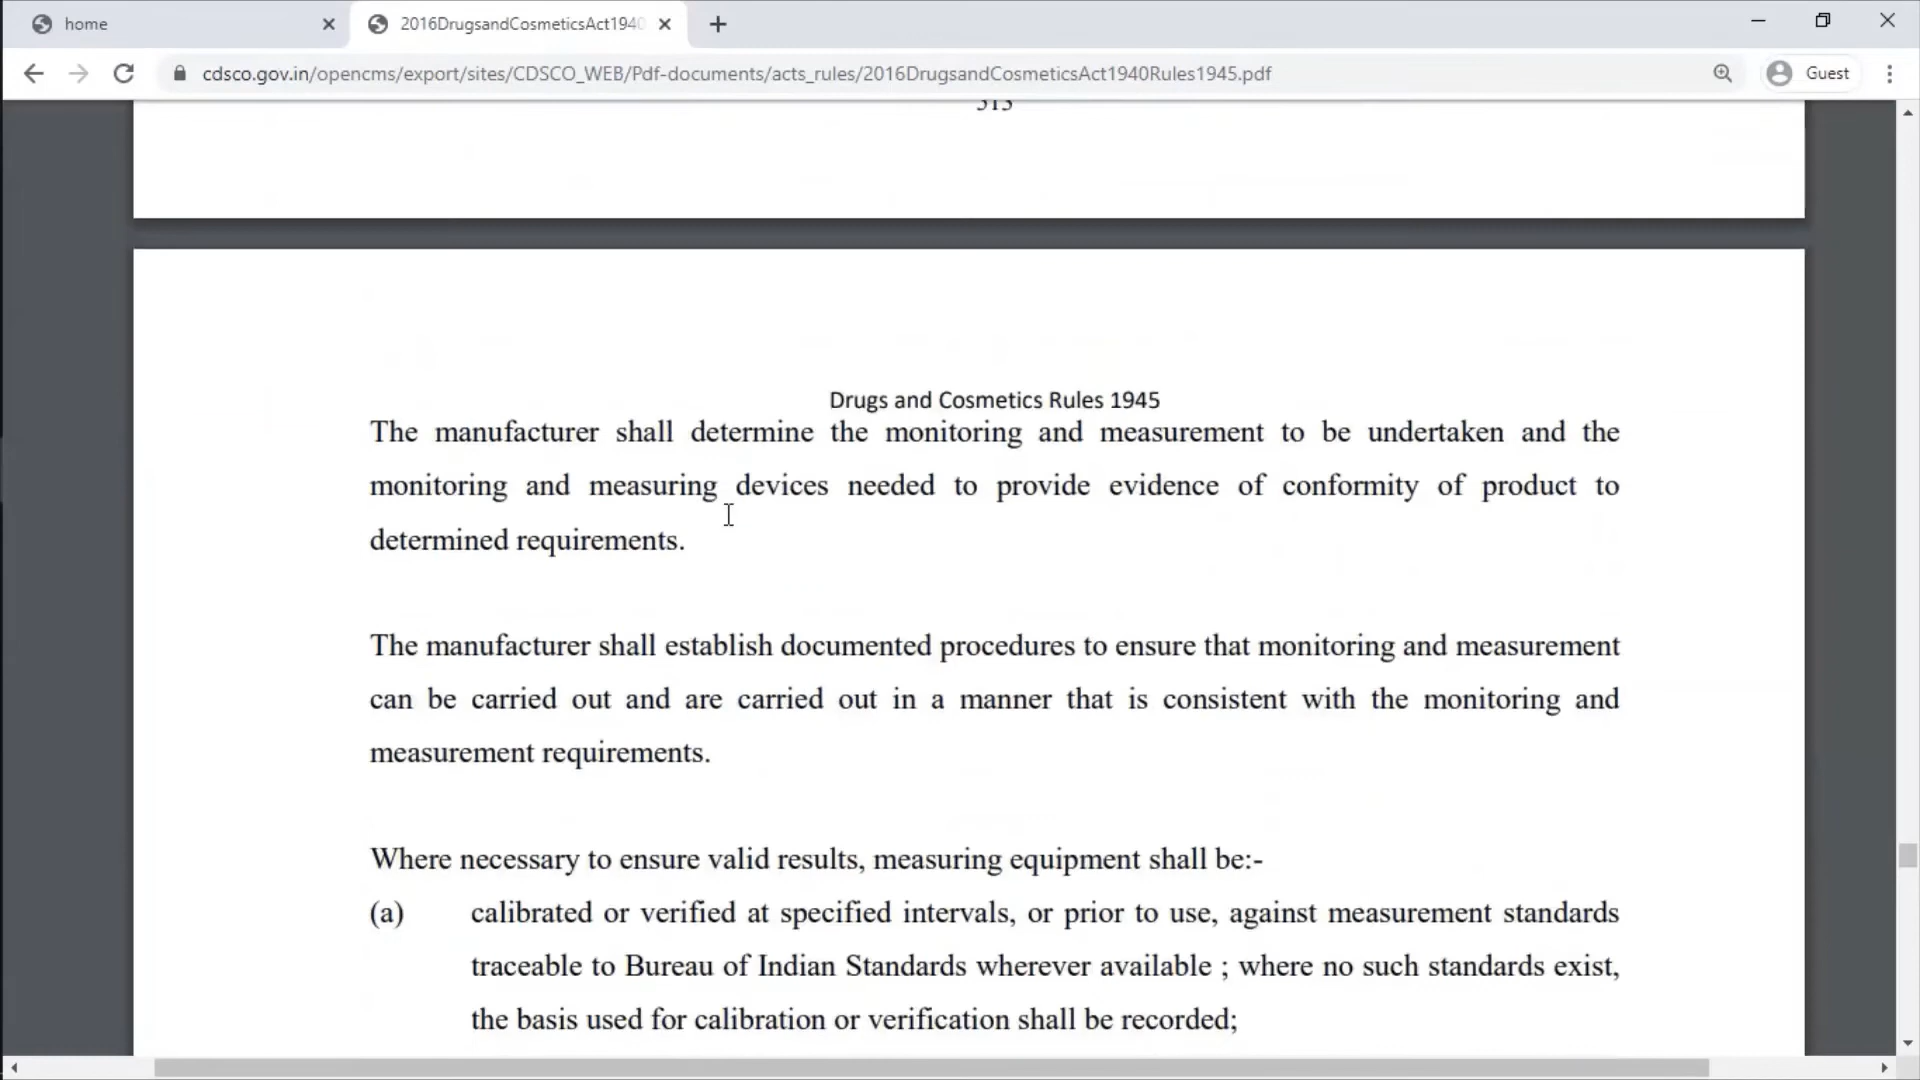 home
2016DrugsandCosmeticsAct1940
cdsco.gov.in/opencms/export/sites/CDSCO_WEB/Pdf-documents/acts_rules/2016DrugsandCosmeticsAct1940Rules1945.pdf
Guest
313
Drugs and Cosmetics Rules 1945
The manufacturer shall determine the monitoring and measurement to be undertaken and the
monitoring and measuring devices needed to provide evidence of conformity of product to
determined requirements.
The manufacturer shall establish documented procedures to ensure that monitoring and measurement
can be carried out and are carried out in a manner that is consistent with the monitoring and
measurement requirements.
Where necessary to ensure valid results, measuring equipment shall be:-
(a) calibrated or verified at specified intervals, or prior to use, against measurement standards
traceable to Bureau of Indian Standards wherever available ; where no such standards exist,
the basis used for calibration or verification shall be recorded;